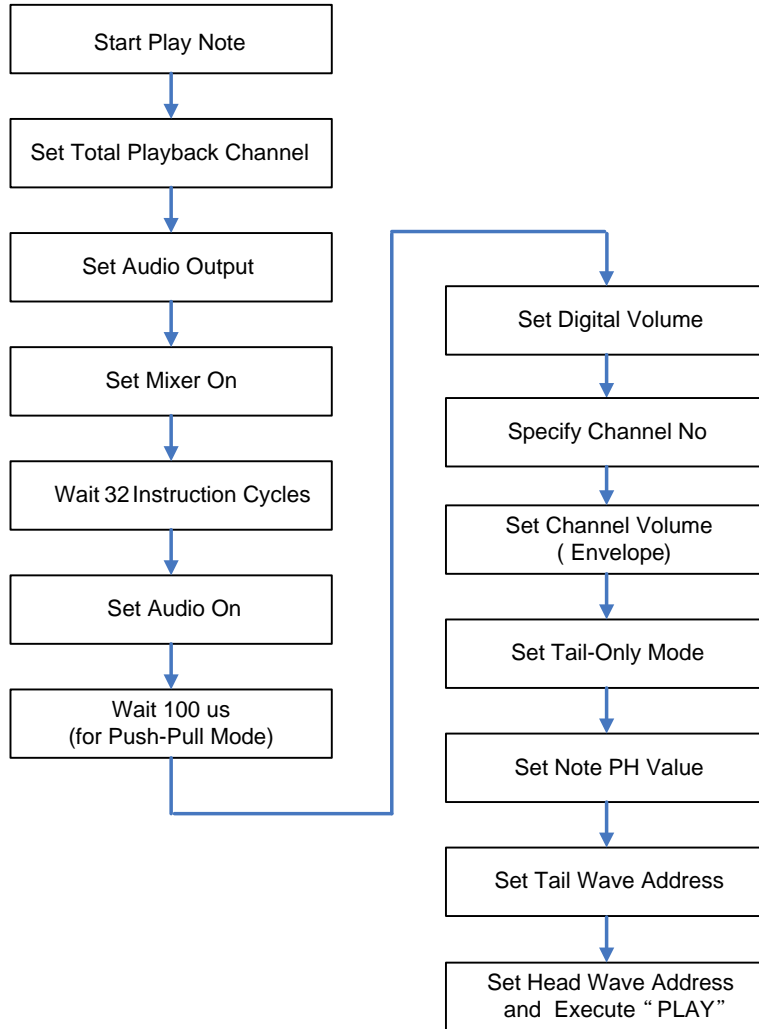 Start Play Note
Set Total Playback Channel
Set Audio Output
Set Mixer On
Wait 32 Instruction Cycles
Set Audio On
Wait 100 us
(for Push-Pull Mode)
Set Digital Volume
Specify Channel No
Set Channel Volume
( Envelope)
Set Tail-Only Mode
Set Note PH Value
Set Tail Wave Address
Set Head Wave Address
and Execute “PLAY”